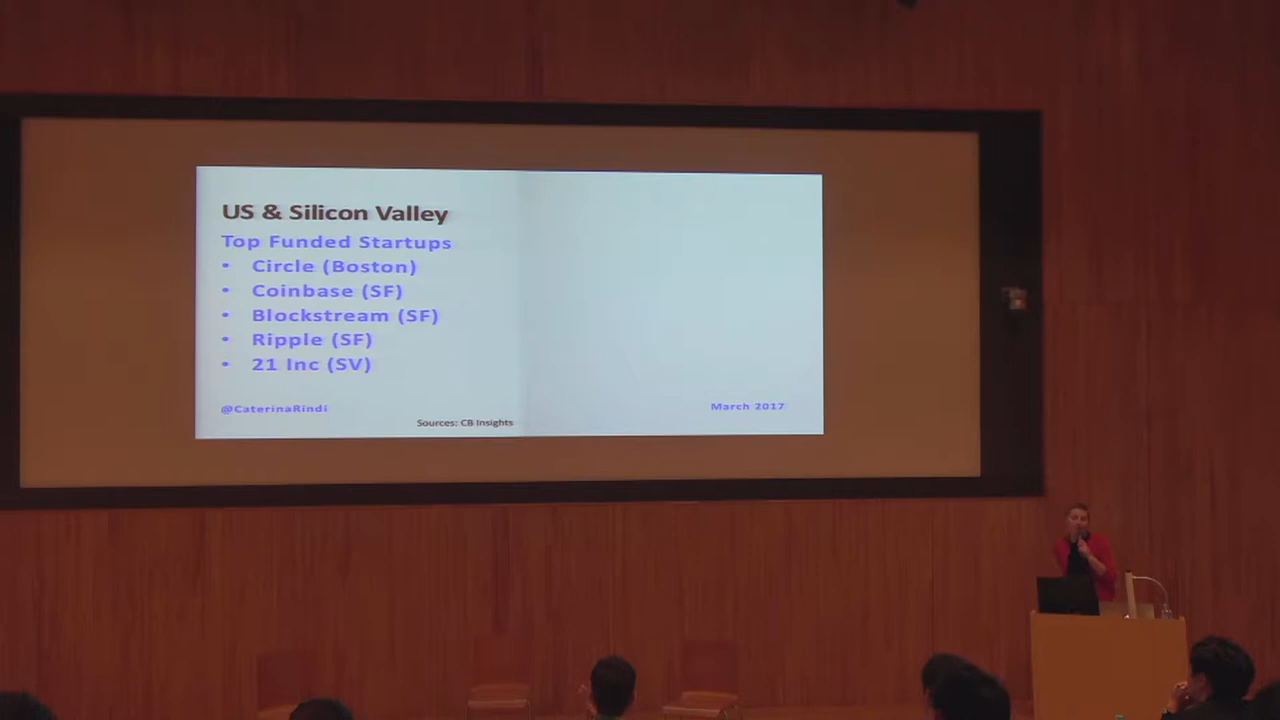 US & Silicon Valley
Top Funded Startups
• Circle (Boston)
• Coinbase (SF)
• Blockstream (SF)
• Ripple (SF)
• 21 Inc (SV)
@CaterinaRindi
March 2017
Sources: CB Insights